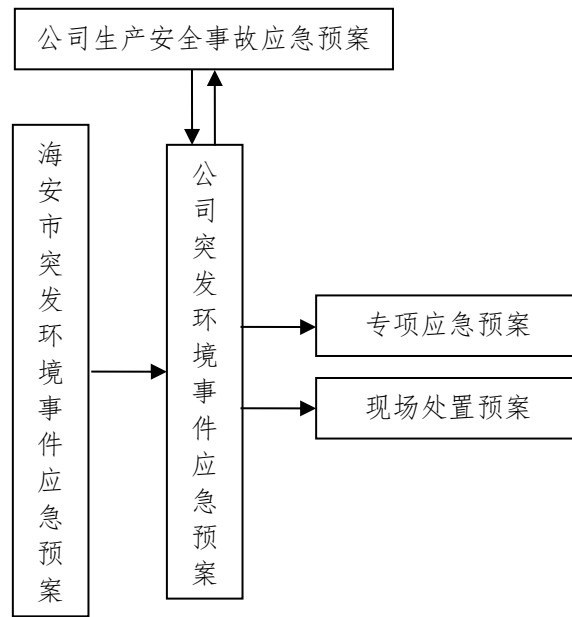 公司生产安全事故应急预案
海安市突发环境事件应急预案
公司突发环境事件应急预案
专项应急预案
现场处置预案